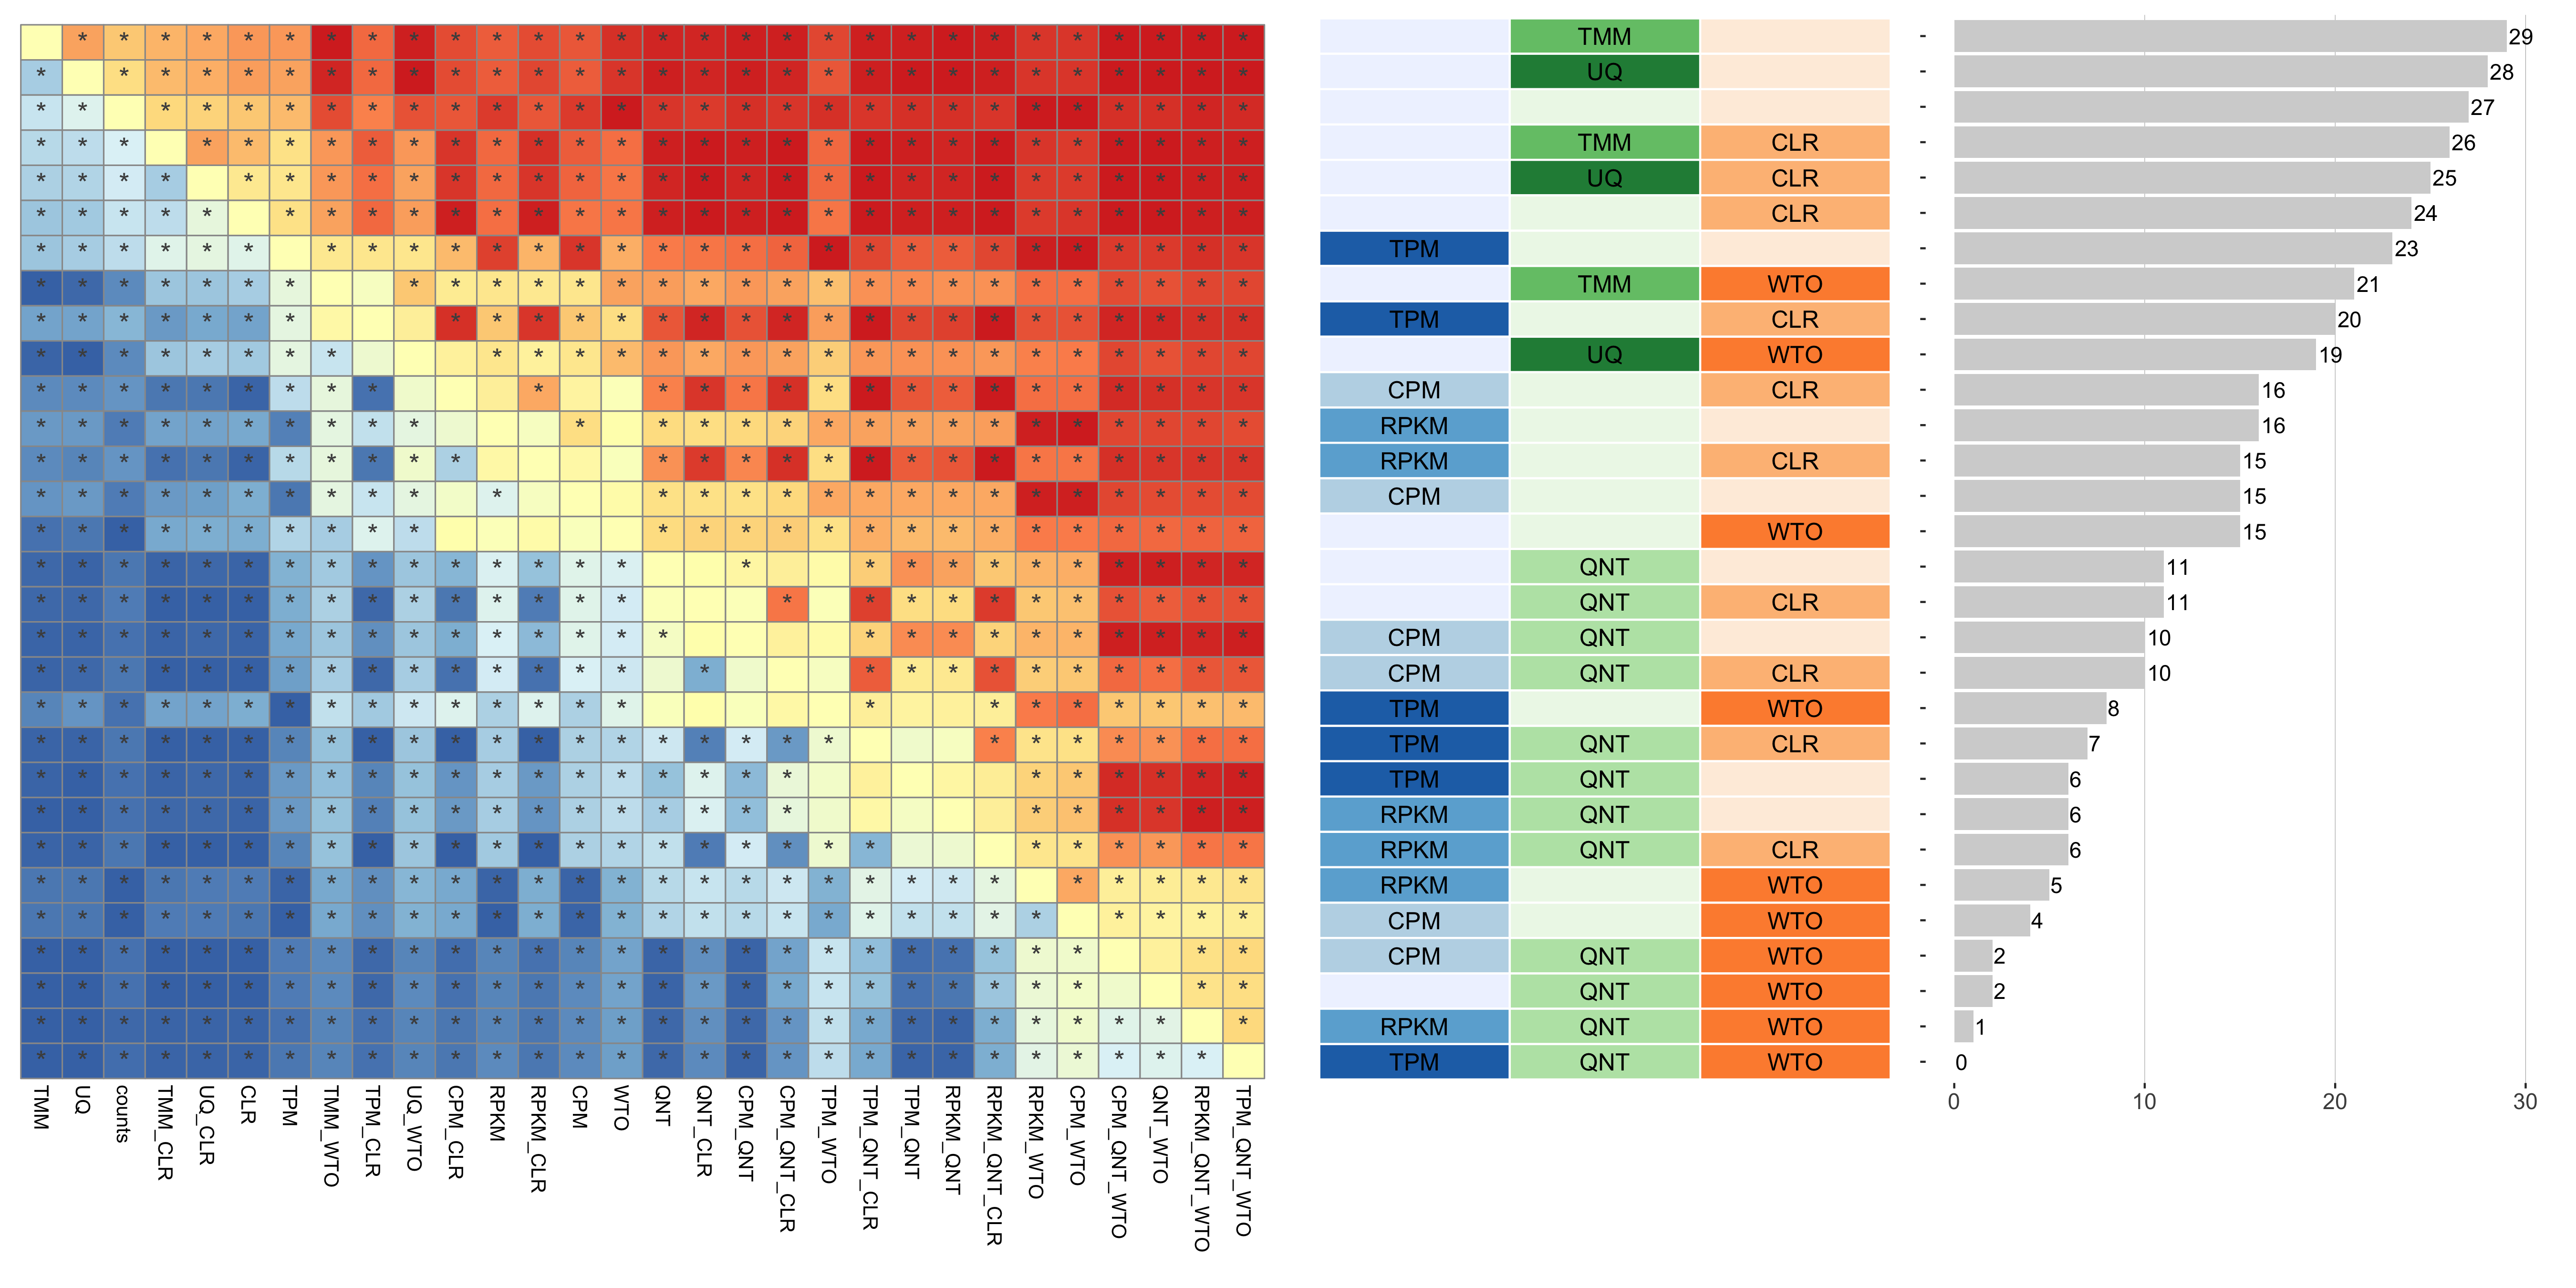 TMM - 29
UQ - 28
- 27
TMM CLR - 26
UQ CLR - 25
CLR - 24
TPM - 23
TMM WTO - 21
TPM CLR - 20
UQ WTO - 19
CPM CLR - 16
RPKM - 16
RPKM CLR - 15
CPM - 15
WTO - 15
QNT - 11
QNT CLR - 11
CPM QNT - 10
CPM QNT CLR - 10
TPM WTO - 8
TPM QNT CLR - 7
TPM QNT - 6
RPKM QNT - 6
RPKM QNT CLR - 6
RPKM WTO - 5
CPM WTO - 4
CPM QNT WTO - 2
QNT WTO - 2
RPKM QNT WTO - 1
TPM QNT WTO - 0
0 10 20 30
TMM
UQ
counts
TMM_CLR
UQ_CLR
CLR
TPM
TMM_WTO
TPM_CLR
UQ_WTO
CPM_CLR
RPKM
RPKM_CLR
CPM
WTO
QNT
QNT_CLR
CPM_QNT
CPM_QNT_CLR
TPM_WTO
TPM_QNT_CLR
TPM_QNT
RPKM_QNT
RPKM_QNT_CLR
RPKM_WTO
CPM_WTO
CPM_QNT_WTO
QNT_WTO
RPKM_QNT_WTO
TPM_QNT_WTO